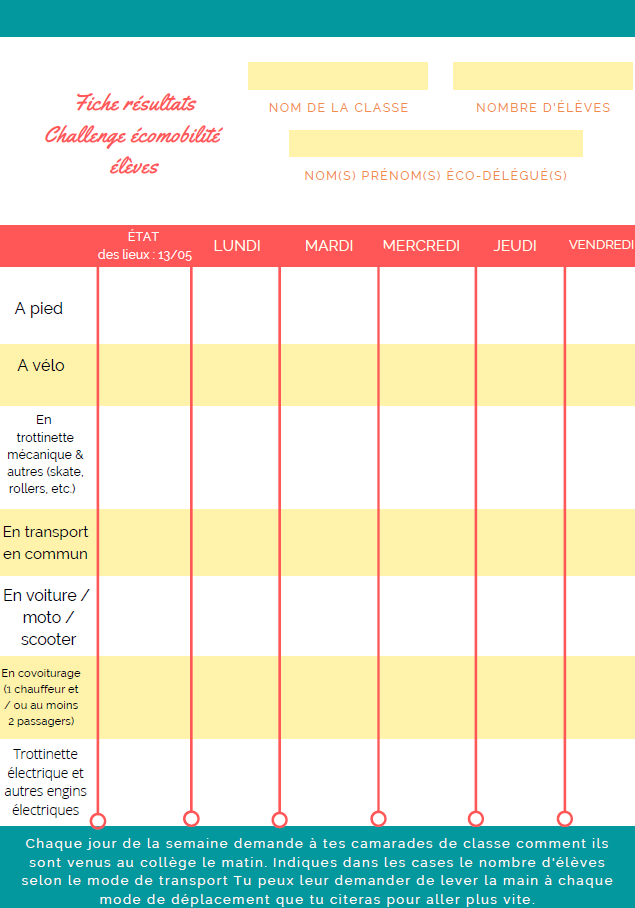 Fiche résultats
Challenge écomobilité
élèves
NOM DE LA CLASSE
NOMBRE D'ÉLÈVES
NOM(S) PRÉNOM(S) ÉCO-DÉLÉGUÉ(S)
ÉTAT
des lieux : 13/05
LUNDI
MARDI
MERCREDI
JEUDI
VENDREDI
A pied
A vélo
En
trottinette
mécanique &
autres (skate,
rollers, etc.)
En transport
en commun
En voiture /
moto /
scooter
En covoiturage
(1 chauffeur et
/ ou au moins
2 passagers)
Trottinette
électrique et
autres engins
électriques
Chaque jour de la semaine demande à tes camarades de classe comment ils
sont venus au collège le matin. Indiques dans les cases le nombre d'élèves
selon le mode de transport Tu peux leur demander de lever la main à chaque
mode de déplacement que tu citeras pour aller plus vite.